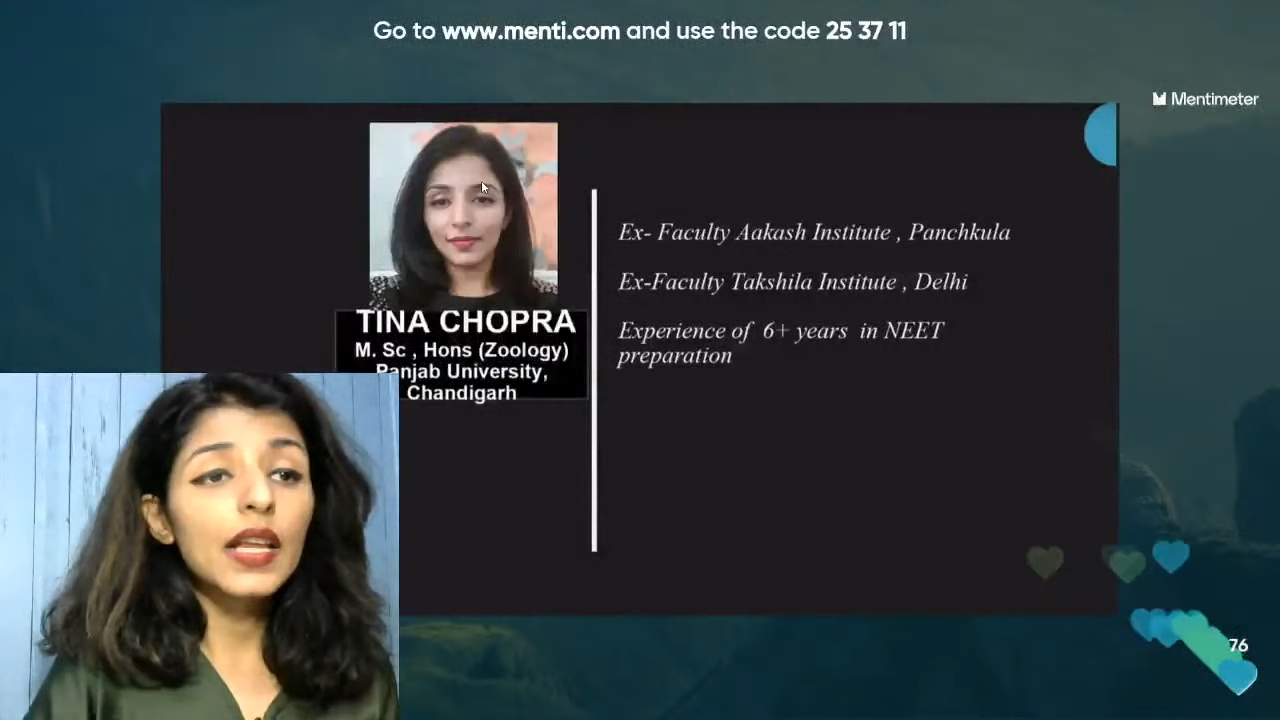 Go to www.menti.com and use the code 25 37 11
Mentimeter
TINA CHOPRA
M. Sc , Hons (Zoology)
Panjab University,
Chandigarh
Ex- Faculty Aakash Institute , Panchkula
Ex-Faculty Takshila Institute , Delhi
Experience of 6+ years in NEET
preparation
76